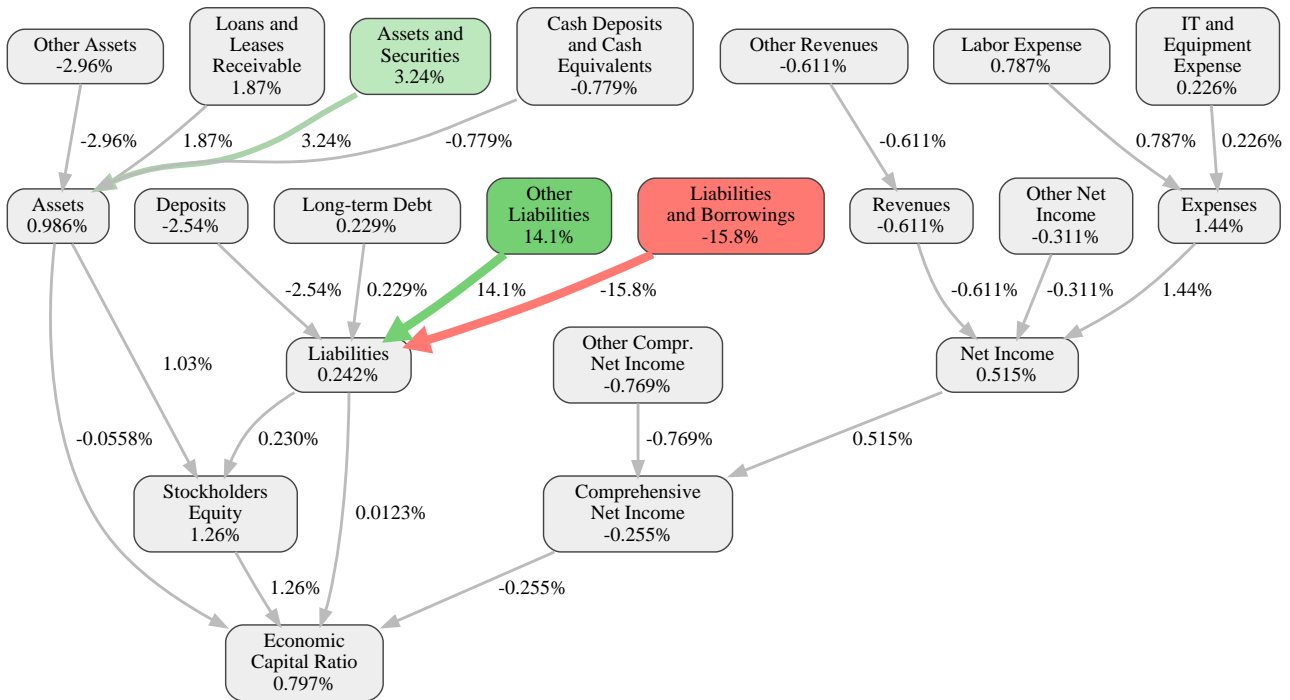 Other Assets
-2.96%
Loans and
Leases
Receivable
1.87%
Assets and
Securities
3.24%
Cash Deposits
and Cash
Equivalents
-0.779%
Other Revenues
-0.611%
Labor Expense
0.787%
IT and
Equipment
Expense
0.226%
-2.96%
1.87%
3.24%
-0.779%
-0.611%
0.787%
0.226%
Assets
0.986%
Deposits
-2.54%
Long-term Debt
0.229%
Other
Liabilities
14.1%
Liabilities
and Borrowings
-15.8%
Revenues
-0.611%
Other Net
Income
-0.311%
Expenses
1.44%
-2.54%
0.229%
14.1%
-15.8%
-0.611%
-0.311%
1.44%
1.03%
Liabilities
0.242%
Other Compr.
Net Income
-0.769%
Net Income
0.515%
-0.0558%
0.230%
-0.769%
0.515%
Stockholders
Equity
1.26%
0.0123%
Comprehensive
Net Income
-0.255%
1.26%
-0.255%
Economic
Capital Ratio
0.797%